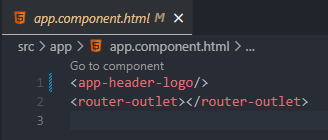 app.component.html M
src > app > app.component.html > ...
Go to component
1 <app-header-logo/>
2 <router-outlet></router-outlet>
3